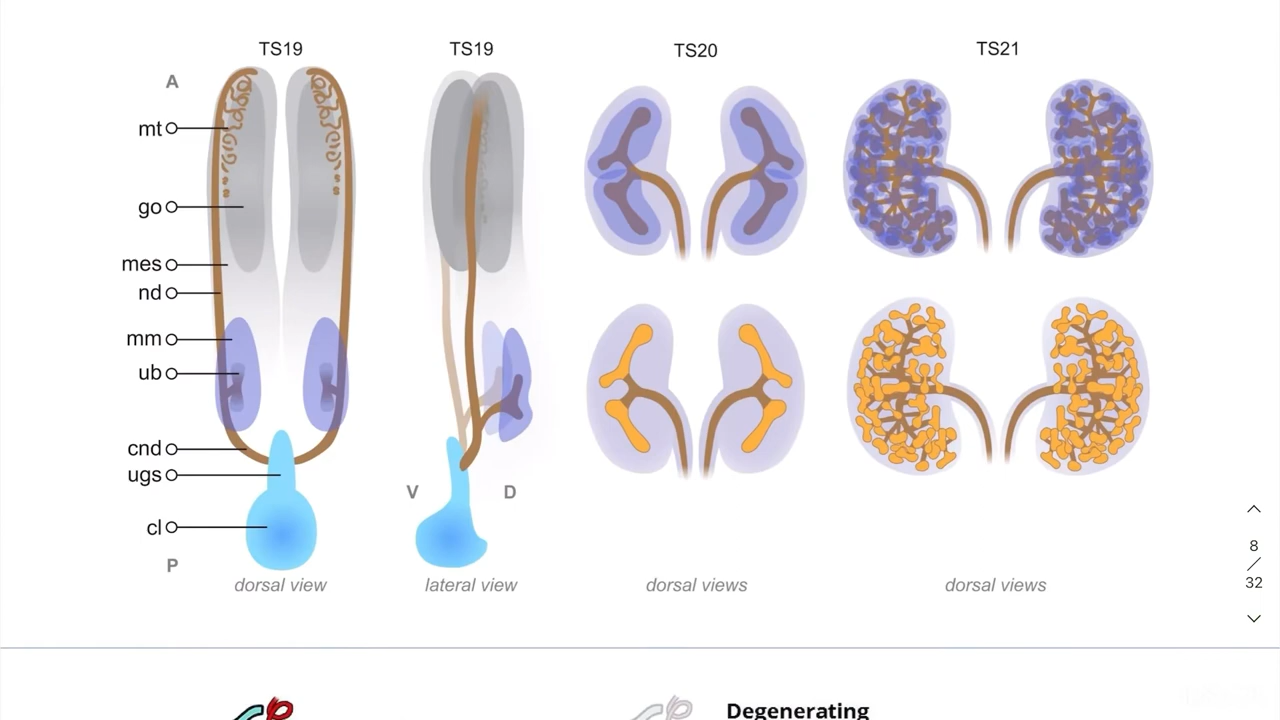 TS19 TS19 TS20 TS21
A
mt
go
mes
nd
mm
ub
cnd
ugs
V D
cl
P
dorsal view lateral view dorsal views dorsal views
8
32
Degenerating